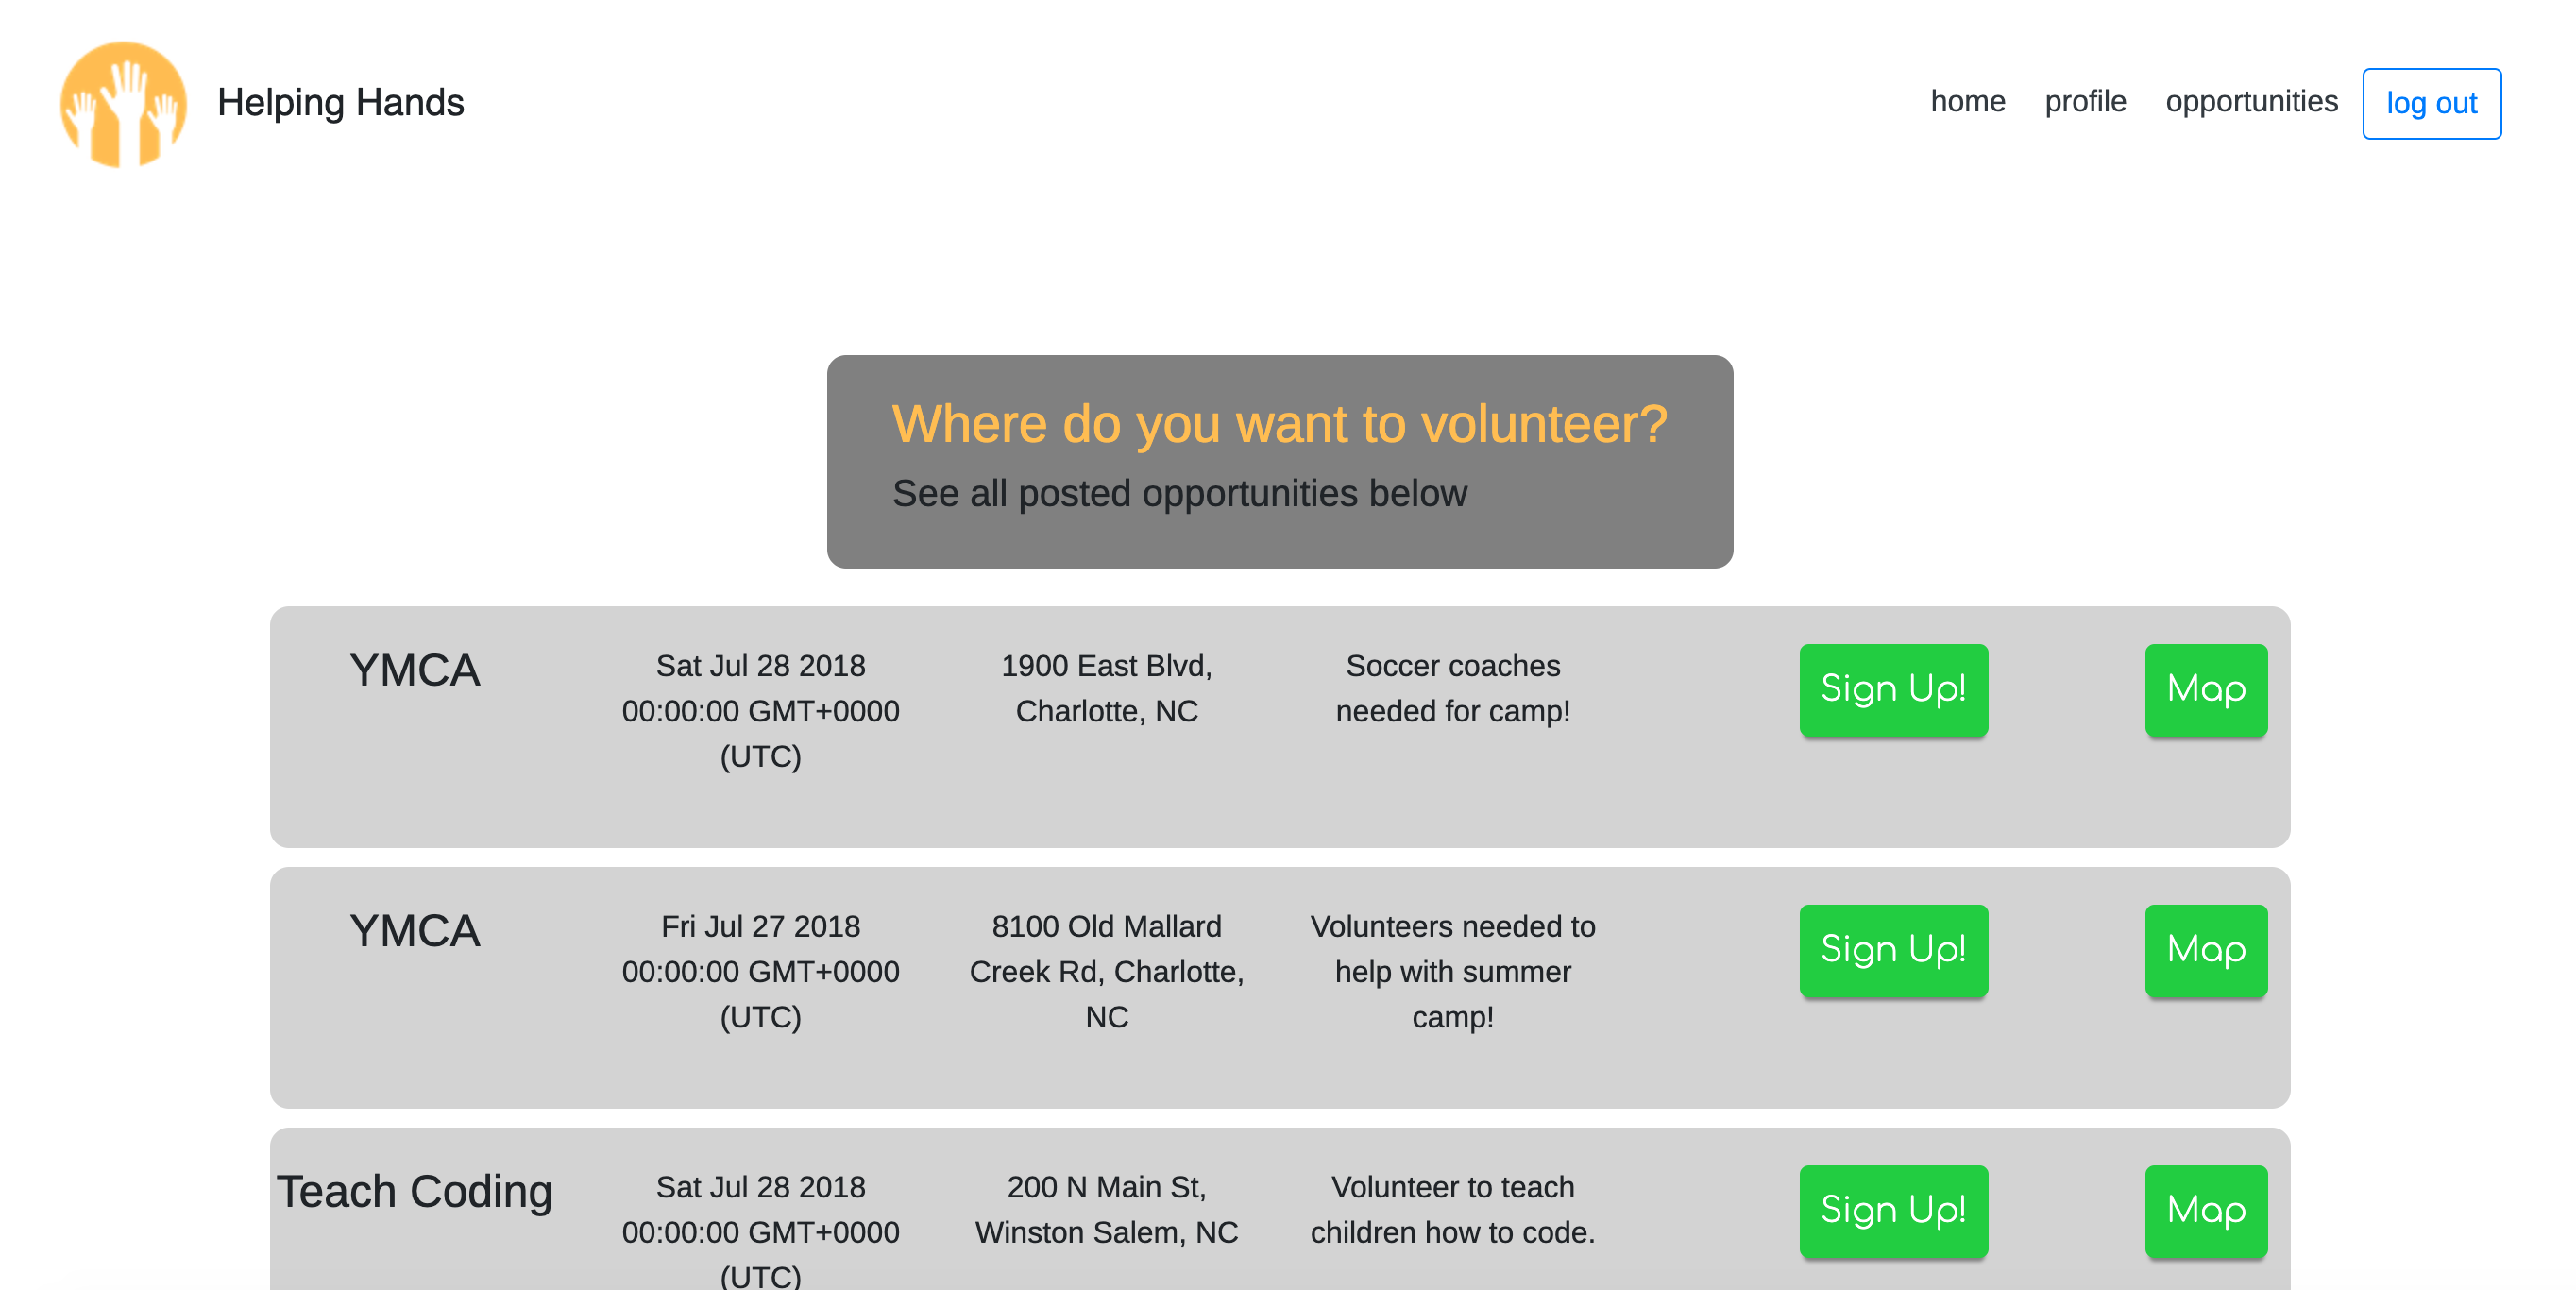 Helping Hands
home profile opportunities log out
Where do you want to volunteer?
See all posted opportunities below
YMCA
Sat Jul 28 2018
00:00:00 GMT+0000
(UTC)
1900 East Blvd,
Charlotte, NC
Soccer coaches
needed for camp!
Sign Up!
Map
YMCA
Fri Jul 27 2018
00:00:00 GMT+0000
(UTC)
8100 Old Mallard
Creek Rd, Charlotte,
NC
Volunteers needed to
help with summer
camp!
Sign Up!
Map
Teach Coding
Sat Jul 28 2018
00:00:00 GMT+0000
(UTC)
200 N Main St,
Winston Salem, NC
Volunteer to teach
children how to code.
Sign Up!
Map